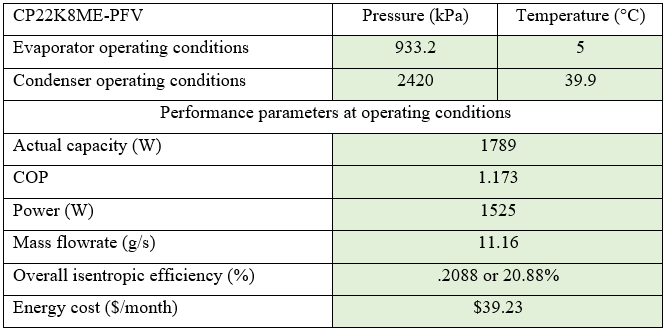 CP22K8ME-PFV Pressure (kPa) Temperature (°C)
Evaporator operating conditions 933.2 5
Condenser operating conditions 2420 39.9
Performance parameters at operating conditions
Actual capacity (W) 1789
COP 1.173
Power (W) 1525
Mass flowrate (g/s) 11.16
Overall isentropic efficiency (%) .2088 or 20.88%
Energy cost ($/month) $39.23